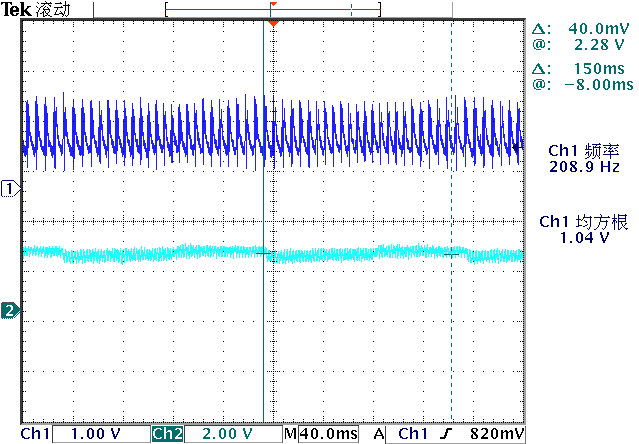 Tek 滚动
Δ: 40.0mV
@: 2.28 V
Δ: 150ms
@: −8.00ms
Ch1 频率
208.9 Hz
Ch1 均方根
1.04 V
1
2
Ch1 1.00 V Ch2 2.00 V M 40.0ms A Ch1 820mV